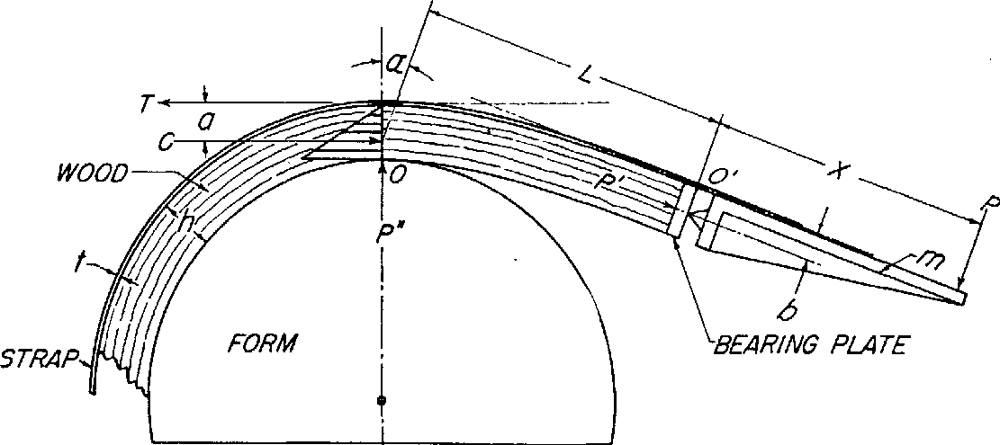 L
α
T
a
C
X
WOOD
O
P'
O'
P
h
P"
m
t
b
FORM
BEARING PLATE
STRAP